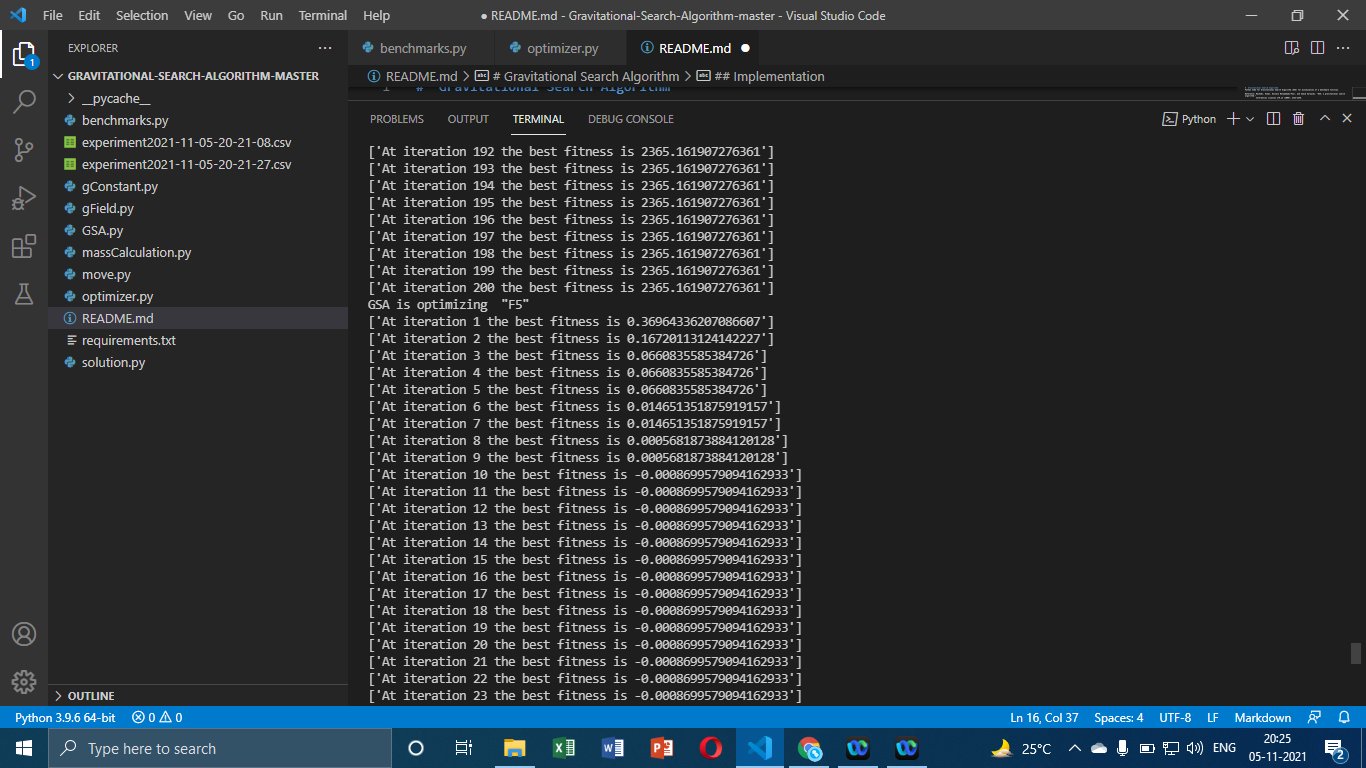 File Edit Selection View Go Run Terminal Help
● README.md - Gravitational-Search-Algorithm-master - Visual Studio Code
1
EXPLORER
GRAVITATIONAL-SEARCH-ALGORITHM-MASTER
__pycache__
benchmarks.py
experiment2021-11-05-20-21-08.csv
experiment2021-11-05-20-21-27.csv
gConstant.py
gField.py
GSA.py
massCalculation.py
move.py
optimizer.py
README.md
requirements.txt
solution.py
OUTLINE
benchmarks.py optimizer.py README.md
README.md > # Gravitational Search Algorithm > ## Implementation
1 # Gravitational Search Algorithm
PROBLEMS OUTPUT TERMINAL DEBUG CONSOLE
Python
['At iteration 192 the best fitness is 2365.161907276361']
['At iteration 193 the best fitness is 2365.161907276361']
['At iteration 194 the best fitness is 2365.161907276361']
['At iteration 195 the best fitness is 2365.161907276361']
['At iteration 196 the best fitness is 2365.161907276361']
['At iteration 197 the best fitness is 2365.161907276361']
['At iteration 198 the best fitness is 2365.161907276361']
['At iteration 199 the best fitness is 2365.161907276361']
['At iteration 200 the best fitness is 2365.161907276361']
GSA is optimizing  "F5"
['At iteration 1 the best fitness is 0.36964336207086607']
['At iteration 2 the best fitness is 0.16720113124142227']
['At iteration 3 the best fitness is 0.0660835585384726']
['At iteration 4 the best fitness is 0.0660835585384726']
['At iteration 5 the best fitness is 0.0660835585384726']
['At iteration 6 the best fitness is 0.014651351875919157']
['At iteration 7 the best fitness is 0.014651351875919157']
['At iteration 8 the best fitness is 0.0005681873884120128']
['At iteration 9 the best fitness is 0.0005681873884120128']
['At iteration 10 the best fitness is -0.0008699579094162933']
['At iteration 11 the best fitness is -0.0008699579094162933']
['At iteration 12 the best fitness is -0.0008699579094162933']
['At iteration 13 the best fitness is -0.0008699579094162933']
['At iteration 14 the best fitness is -0.0008699579094162933']
['At iteration 15 the best fitness is -0.0008699579094162933']
['At iteration 16 the best fitness is -0.0008699579094162933']
['At iteration 17 the best fitness is -0.0008699579094162933']
['At iteration 18 the best fitness is -0.0008699579094162933']
['At iteration 19 the best fitness is -0.0008699579094162933']
['At iteration 20 the best fitness is -0.0008699579094162933']
['At iteration 21 the best fitness is -0.0008699579094162933']
['At iteration 22 the best fitness is -0.0008699579094162933']
['At iteration 23 the best fitness is -0.0008699579094162933']
Python 3.9.6 64-bit 0 0
Ln 16, Col 37 Spaces: 4 UTF-8 LF Markdown
Type here to search
25°C ENG
20:25
05-11-2021
2